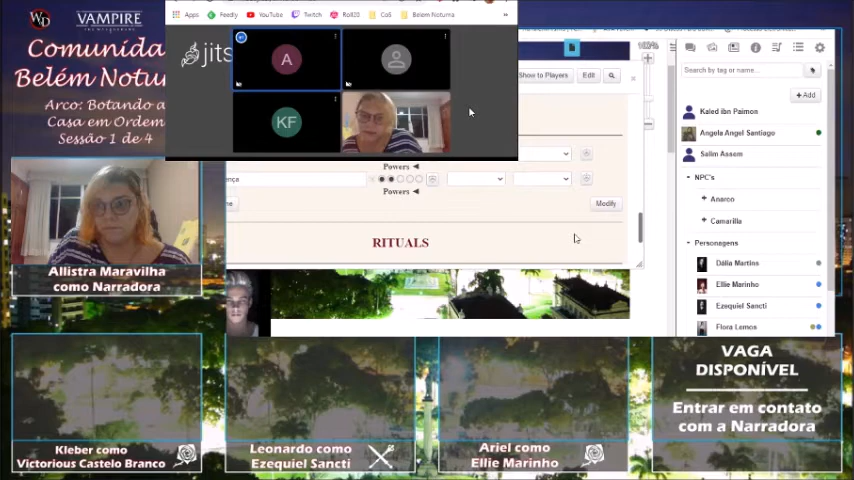 WD VAMPIRE
Comunida
Belém Notu
Arco: Botando a
Casa em Ordem
Sessão 1 de 4
Apps Feedly YouTube Twitch Roll20 CoS Belém Noturna »
jits
A
KF
Show to Players Edit
Powers
ença
Powers
Modify
RITUALS
Search by tag or name...
+ Add
Kaled ibn Paimon
Angela Angel Santiago
Salim Assem
NPC's
Anarco
Camarilla
Personagens
Dália Martins
Ellie Marinho
Ezequiel Sancti
Flora Lemos
Allistra Maravilha
como Narradora
Kleber como
Victorious Castelo Branco
Leonardo como
Ezequiel Sancti
Ariel como
Ellie Marinho
VAGA
DISPONÍVEL
Entrar em contato
com a Narradora